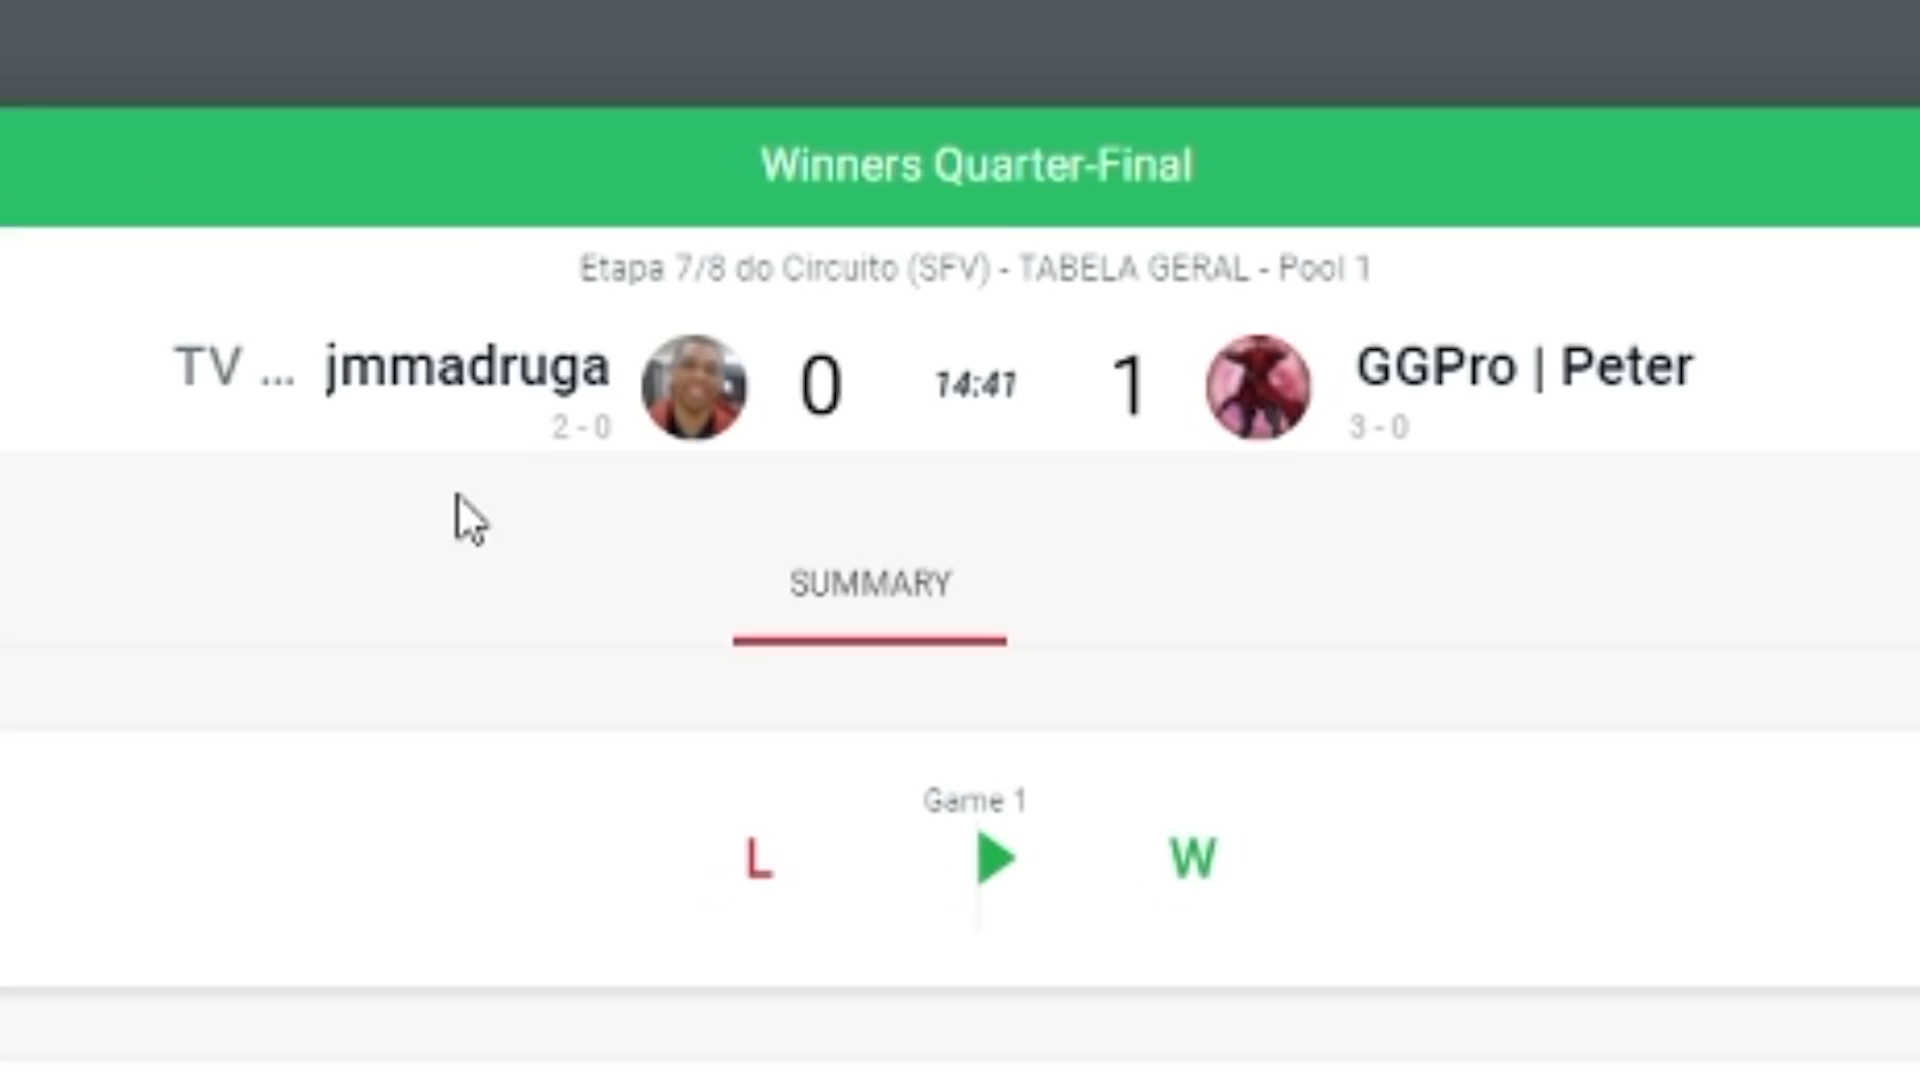 Winners Quarter-Final
Etapa 7/8 do Circuito (SFV) - TABELA GERAL - Pool 1
TV ... jmmadruga 0 14:41 1 GGPro | Peter
2 - 0 3 - 0
SUMMARY
Game 1
L W